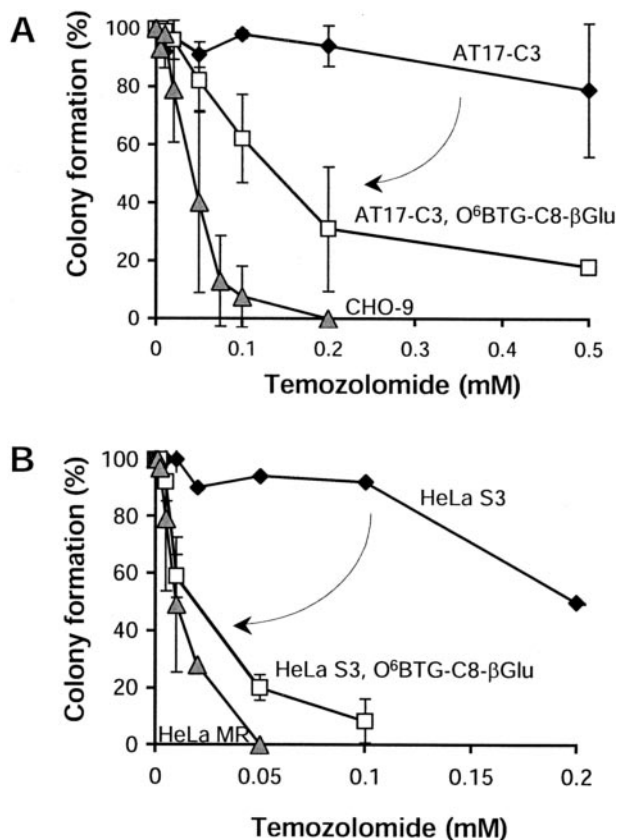 A
Colony formation (%)
100
80
60
40
20
0
AT17-C3
AT17-C3, O⁶BTG-C8-βGlu
CHO-9
0 0.1 0.2 0.3 0.4 0.5
Temozolomide (mM)
B
Colony formation (%)
100
80
60
40
20
0
HeLa S3
HeLa S3, O⁶BTG-C8-βGlu
HeLa MR
0 0.05 0.1 0.15 0.2
Temozolomide (mM)